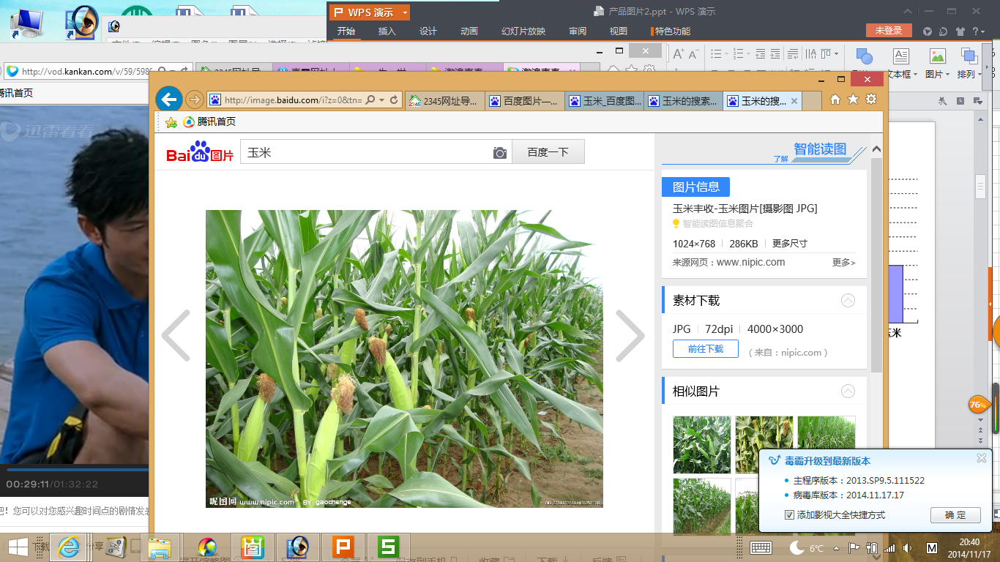 WPS 演示
产品图片2.ppt - WPS 演示
开始 插入 设计 动画 幻灯片放映 审阅 视图 特色功能
未登录
文本框 图片 排列
http://vod.kankan.com/v/59/598
腾讯首页
迅雷看看
http://image.baidu.com/i?z=0&tn=
2345网址导...
百度图片—...
玉米_百度图...
玉米的搜索...
玉米的搜...
腾讯首页
Bai du 图片
玉米
百度一下
智能读图
了解
图片信息
玉米丰收-玉米图片[摄影图 JPG]
智能读图信息聚合
1024×768 286KB 更多尺寸
来源网页：www.nipic.com 更多>
素材下载
JPG 72dpi 4000×3000
前往下载 ( 来自：nipic.com )
相似图片
昵图网 www.nipic.com BY: gaochenge
玉米
76%
毒霸升级到最新版本
主程序版本：2013.SP9.5.111522
病毒库版本：2014.11.17.17
添加影视大全快捷方式
确 定
00:29:11/01:32:22
吧！您可以对您感兴趣时间点的剧情发表
6℃
M
20:40
2014/11/17